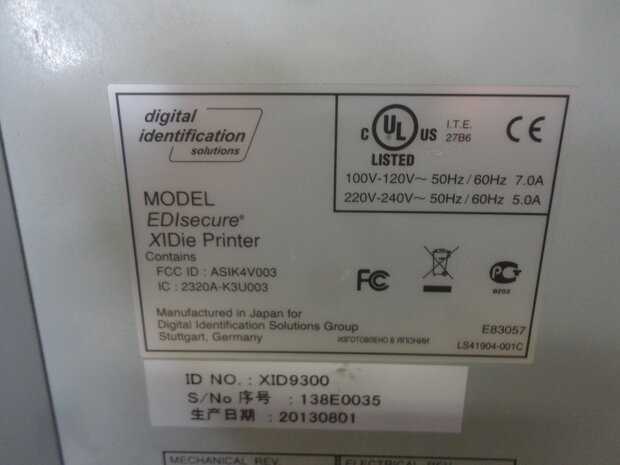 digital
identification
solutions
C UL US
LISTED
I.T.E.
27B6
CE
100V-120V~ 50Hz/60Hz 7.0A
220V-240V~ 50Hz/60Hz 5.0A
MODEL
EDIsecure®
XIDie Printer
Contains
FCC ID : ASIK4V003
IC : 2320A-K3U003
FC
PG
BZ02
Manufactured in Japan for
Digital Identification Solutions Group
Stuttgart, Germany
ИЗГОТОВЛЕНО В ЯПОНИИ
E83057
LS41904-001C
ID NO. : XID9300
S/No 序号 : 138E0035
生产日期 : 20130801
MECHANICAL REV
ELECTRICAL REV